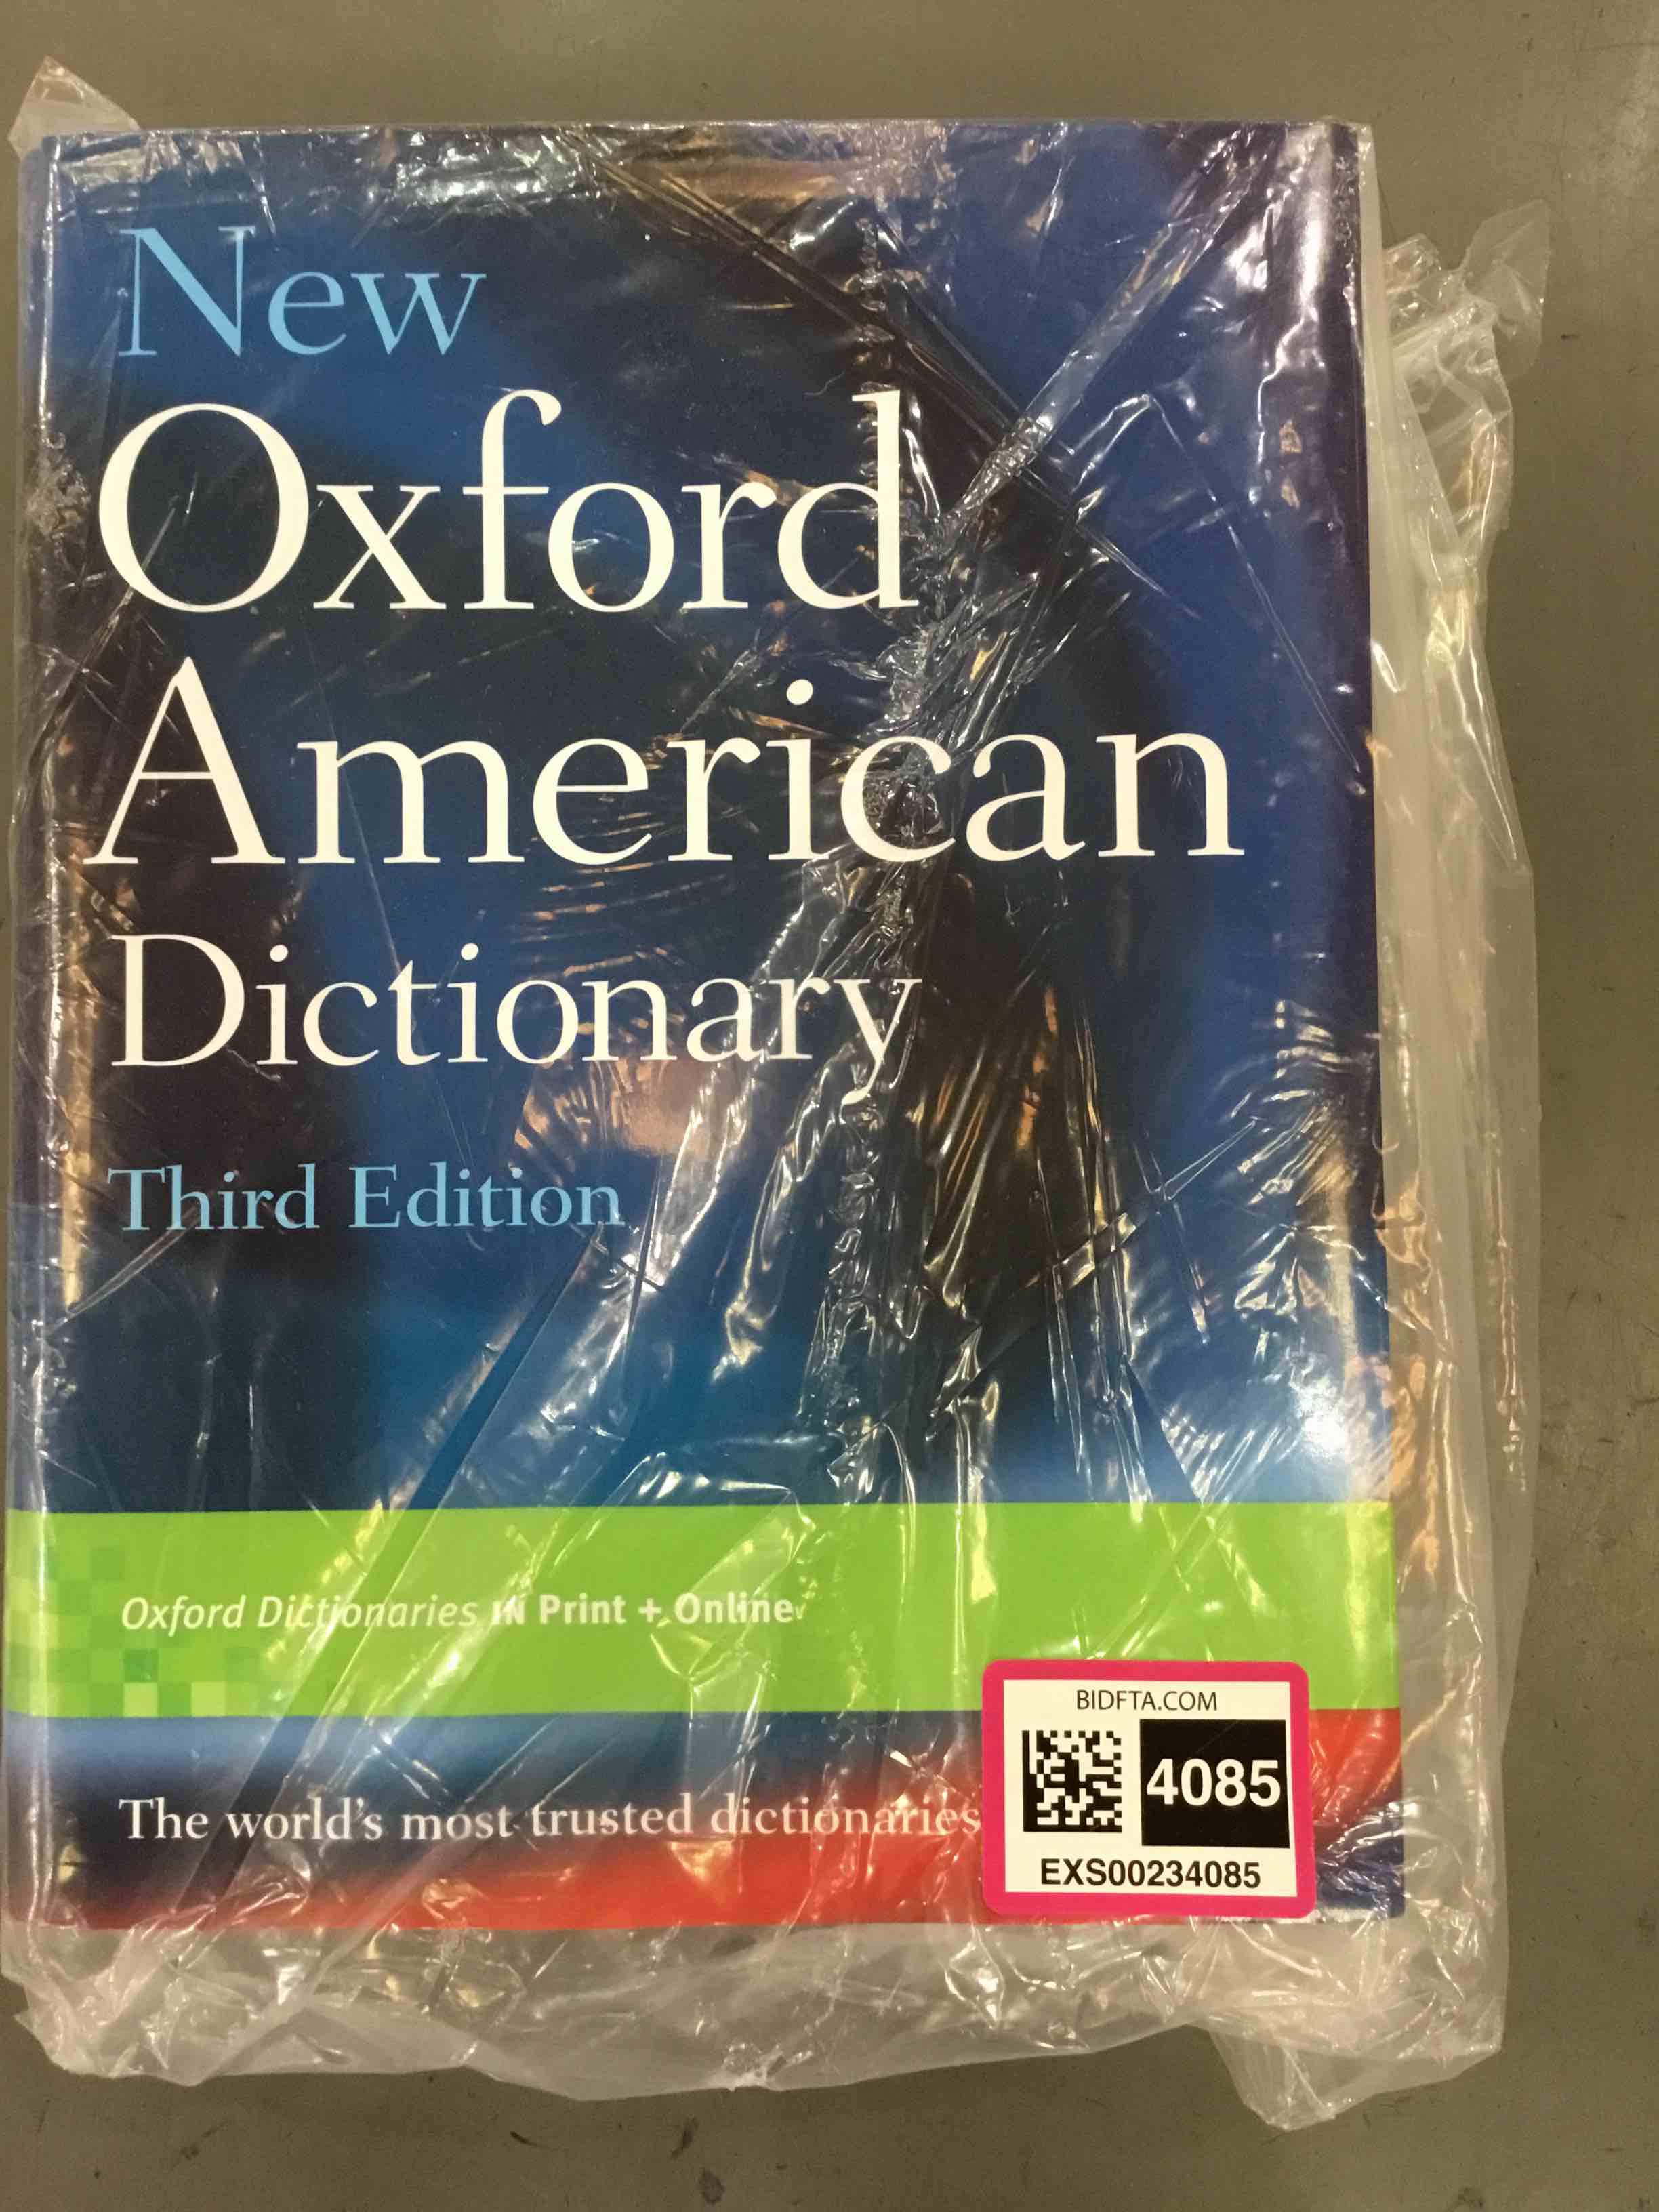 New
Oxford
American
Dictionary
Third Edition
Oxford Dictionaries IN Print + Online
The world's most trusted dictionaries
BIDFTA.COM
4085
EXS00234085